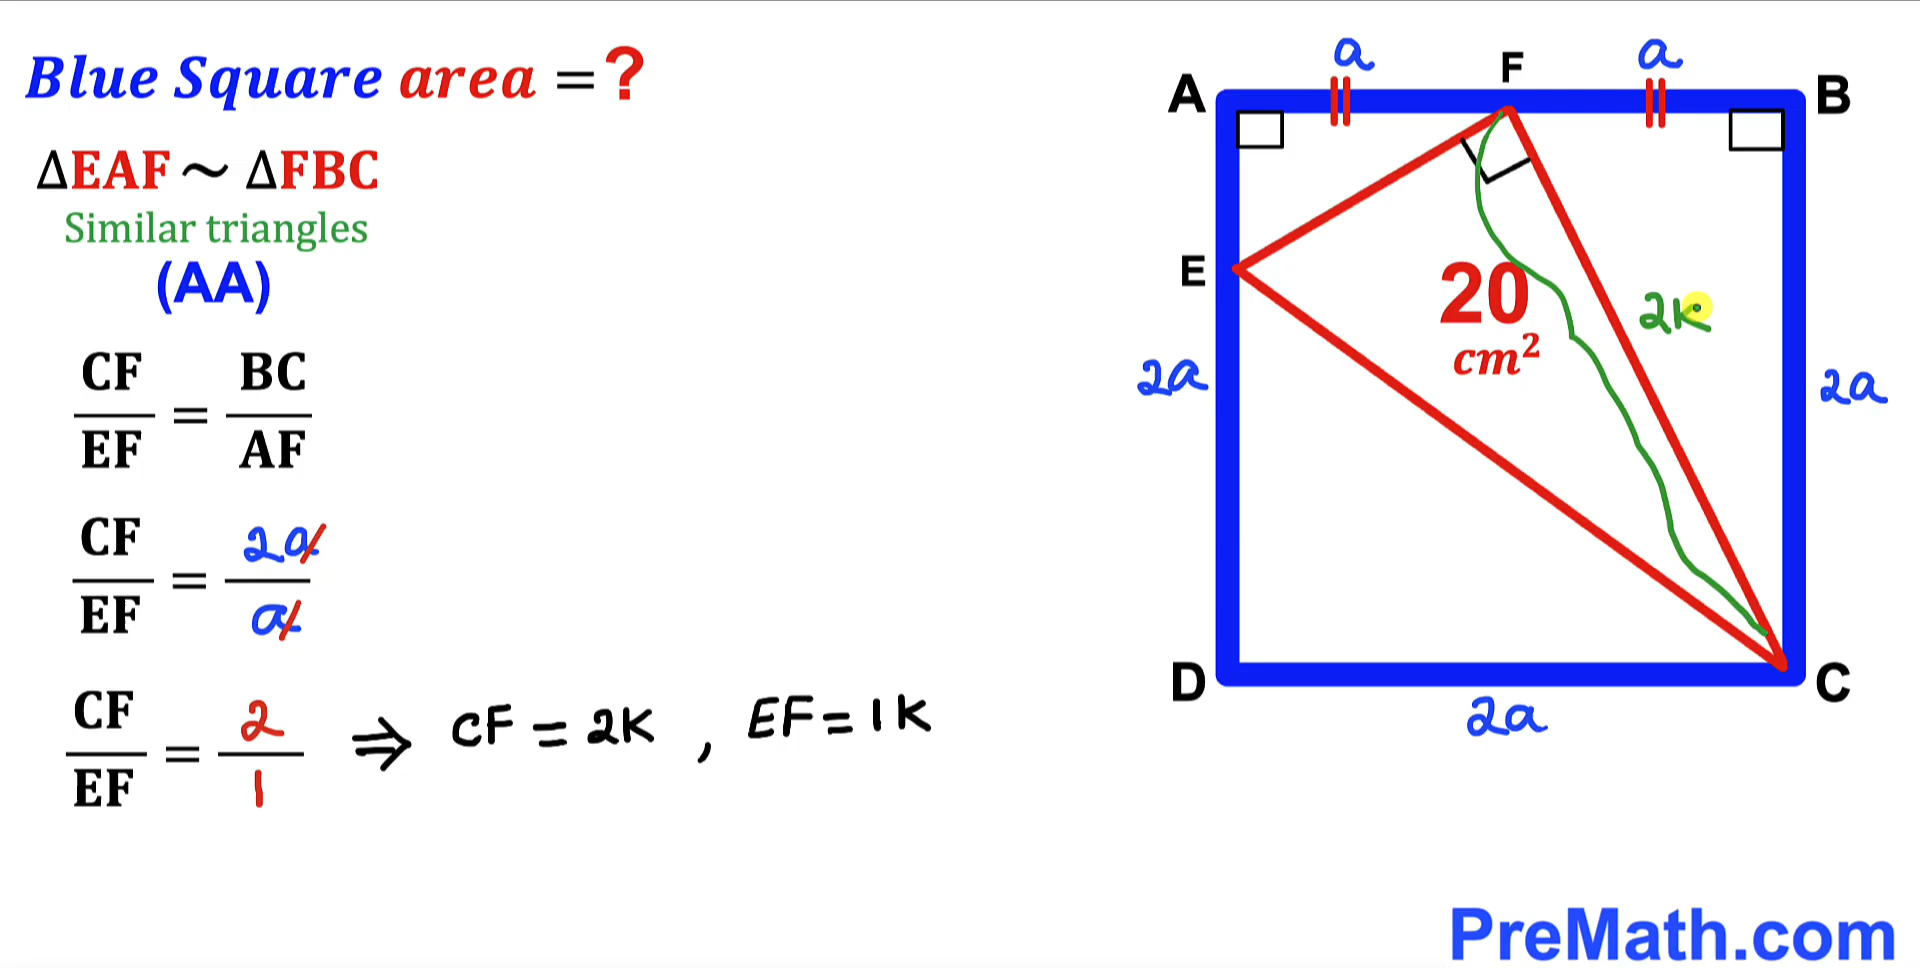 Blue Square area = ?
ΔEAF ~ ΔFBC
Similar triangles
(AA)
CF/EF = BC/AF
CF/EF = 2a/a
CF/EF = 2/1 ⇒ CF = 2K , EF = 1K
a F a
A B
E
20
cm²
2K
2a 2a
D C
2a
PreMath.com